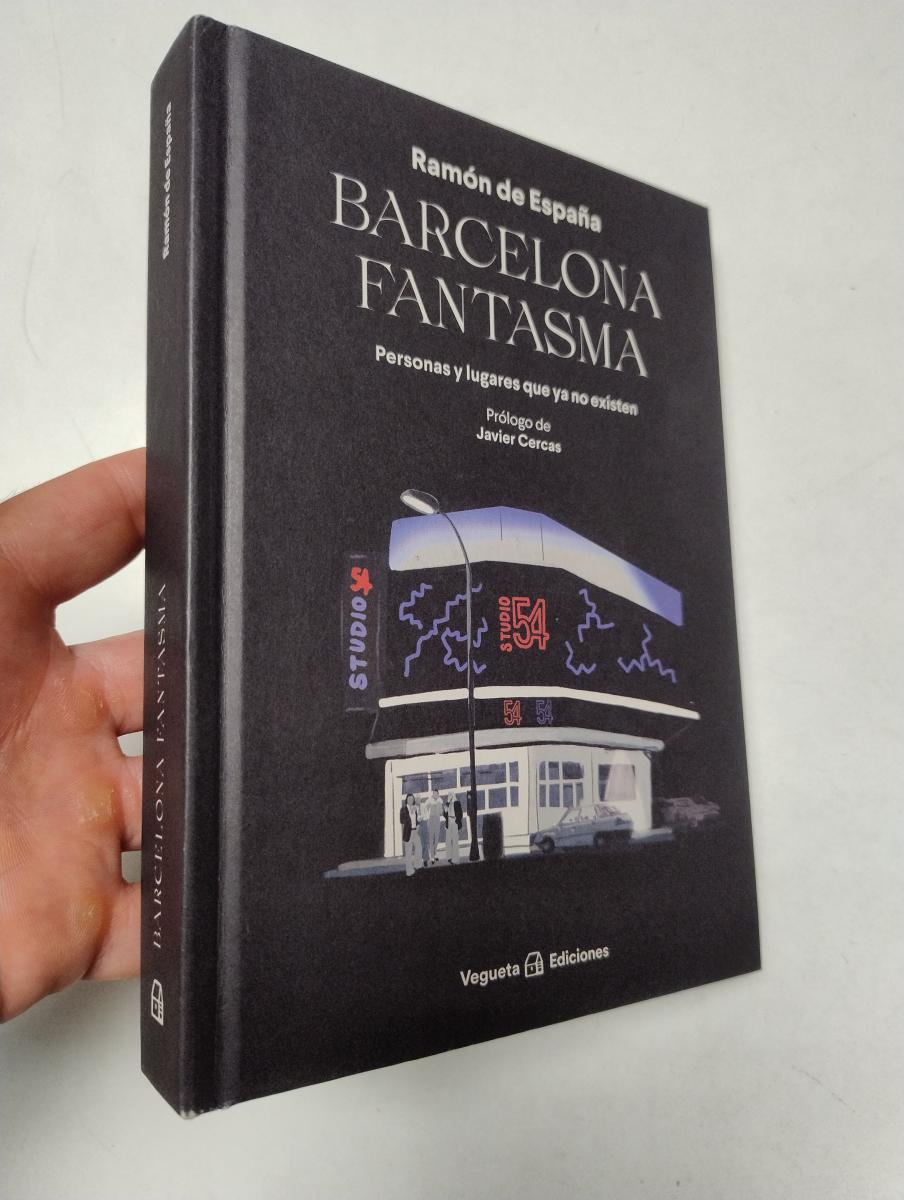 Ramón de España
BARCELONA
FANTASMA
Personas y lugares que ya no existen
Prólogo de
Javier Cercas
STUDIO 54
STUDIO
54
54 54
Vegueta Ediciones
Ramón de España
BARCELONA FANTASMA